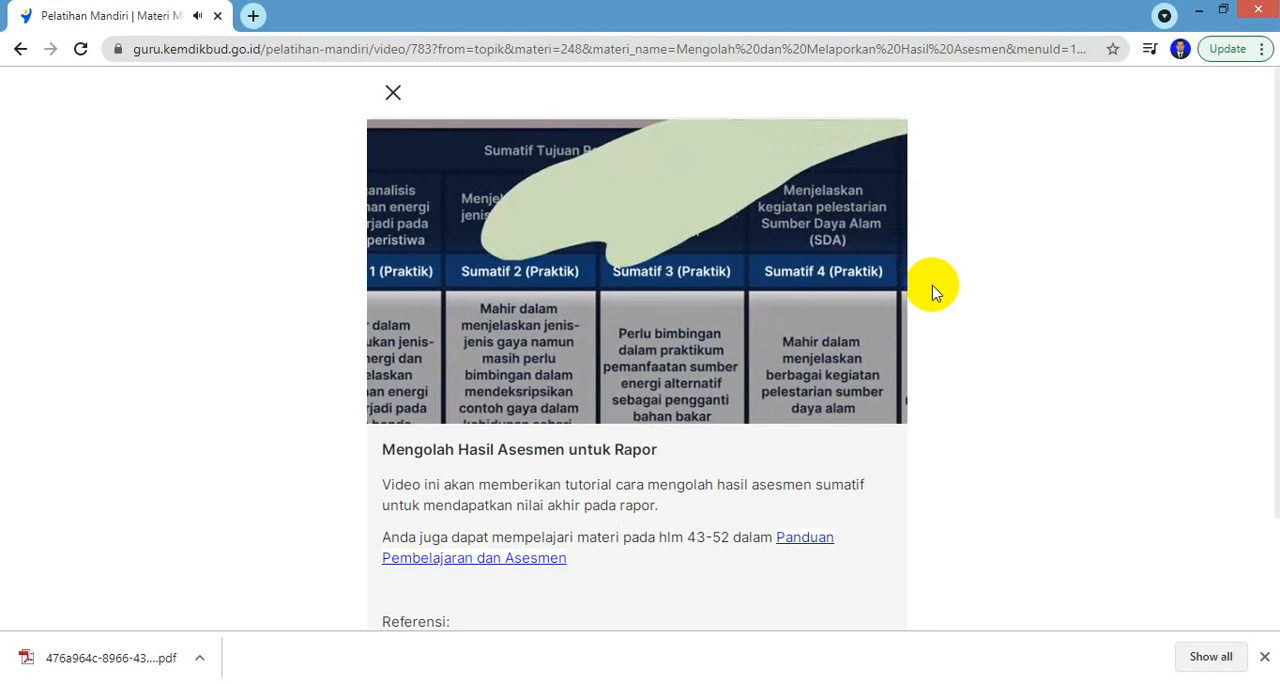 Pelatihan Mandiri | Materi M
guru.kemdikbud.go.id/pelatihan-mandiri/video/783?from=topik&materi=248&materi_name=Mengolah%20dan%20Melaporkan%20Hasil%20Asesmen&menuId=1...
Update
Sumatif Tujuan
analisis
energi
rjadi pada
peristiwa
jenis
Menjelaskan
kegiatan pelestarian
Sumber Daya Alam
(SDA)
1 (Praktik)
Sumatif 2 (Praktik)
Sumatif 3 (Praktik)
Sumatif 4 (Praktik)
dalam
ukan jenis-
nergi dan
elaskan
an energi
rjadi pada
Mahir dalam
menjelaskan jenis-
jenis gaya namun
masih perlu
bimbingan dalam
mendeksripsikan
contoh gaya dalam
Perlu bimbingan
dalam praktikum
pemanfaatan sumber
energi alternatif
sebagai pengganti
bahan bakar
Mahir dalam
menjelaskan
berbagai kegiatan
pelestarian sumber
daya alam
Mengolah Hasil Asesmen untuk Rapor
Video ini akan memberikan tutorial cara mengolah hasil asesmen sumatif
untuk mendapatkan nilai akhir pada rapor.
Anda juga dapat mempelajari materi pada hlm 43-52 dalam Panduan
Pembelajaran dan Asesmen
Referensi:
476a964c-8966-43....pdf
Show all